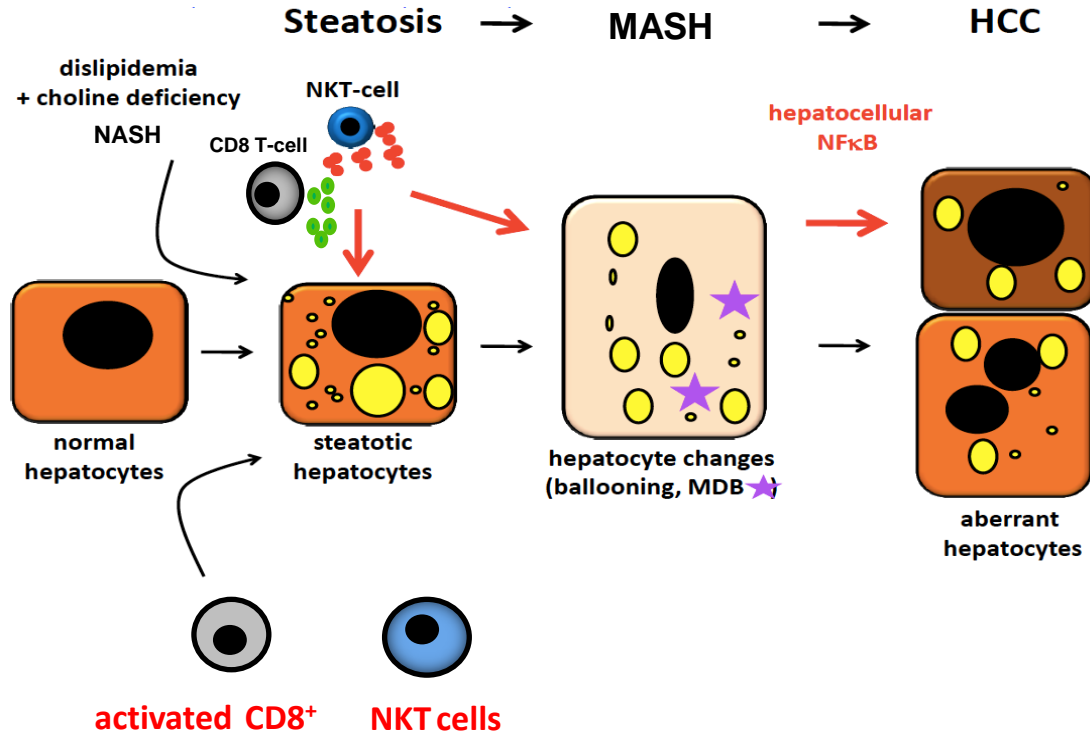 Steatosis → MASH → HCC
dislipidemia
+ choline deficiency
NASH
NKT-cell
CD8 T-cell
hepatocellular
NFκB
normal
hepatocytes
steatotic
hepatocytes
hepatocyte changes
(ballooning, MDB )
aberrant
hepatocytes
activated CD8⁺
NKT cells